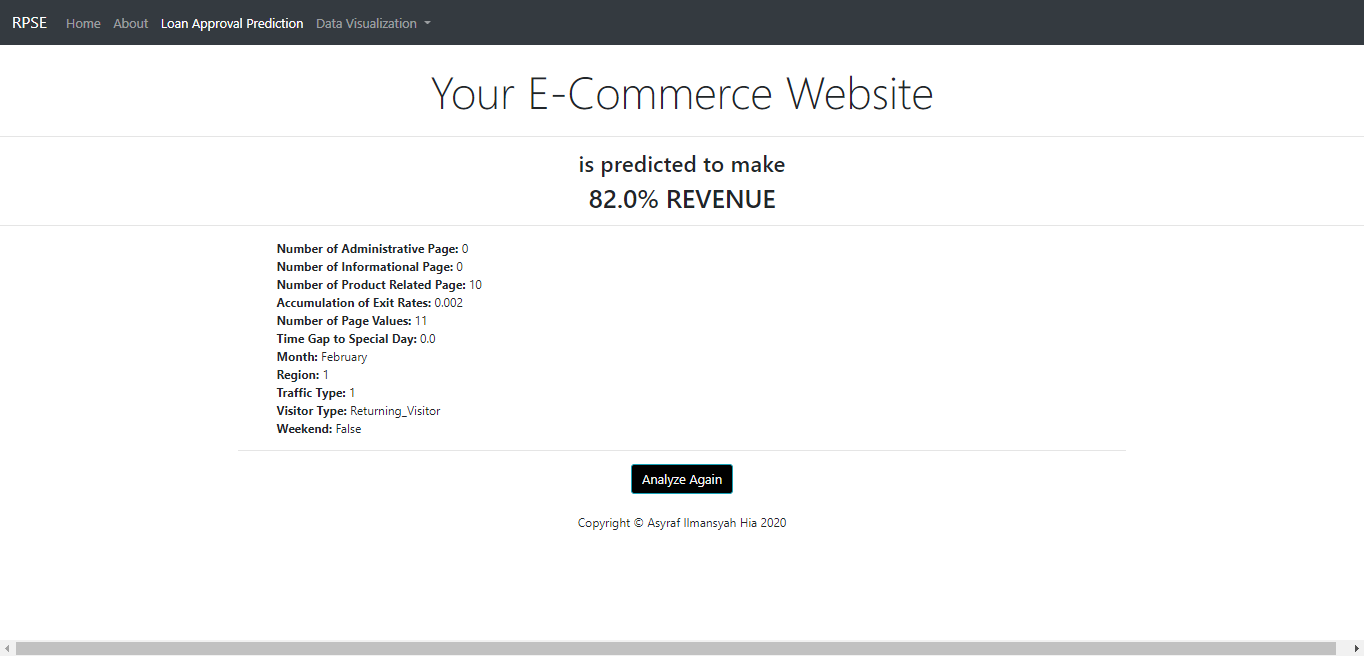 RPSE Home About Loan Approval Prediction Data Visualization
Your E-Commerce Website
is predicted to make
82.0% REVENUE
Number of Administrative Page: 0
Number of Informational Page: 0
Number of Product Related Page: 10
Accumulation of Exit Rates: 0.002
Number of Page Values: 11
Time Gap to Special Day: 0.0
Month: February
Region: 1
Traffic Type: 1
Visitor Type: Returning_Visitor
Weekend: False
Analyze Again
Copyright © Asyraf Ilmansyah Hia 2020